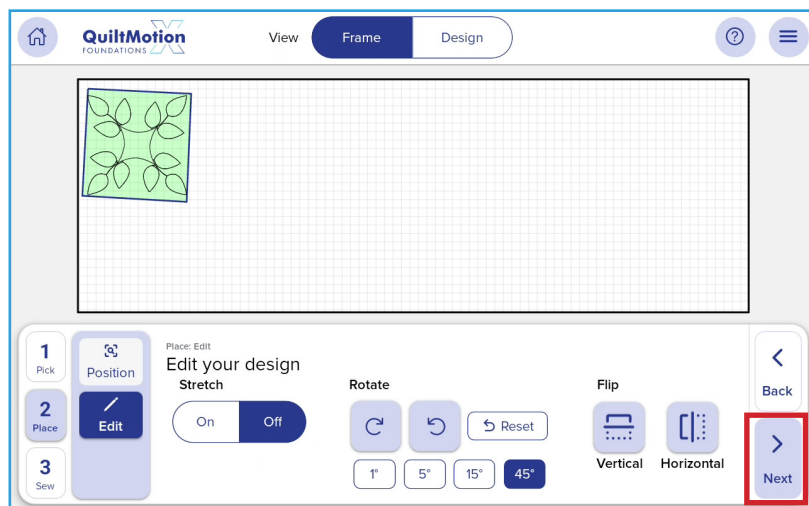 QuiltMotion
FOUNDATIONS
View
Frame
Design
?
1
Pick
2
Place
3
Sew
Position
Edit
Place: Edit
Edit your design
Stretch
On
Off
Rotate
Reset
1°
5°
15°
45°
Flip
Vertical
Horizontal
Back
Next